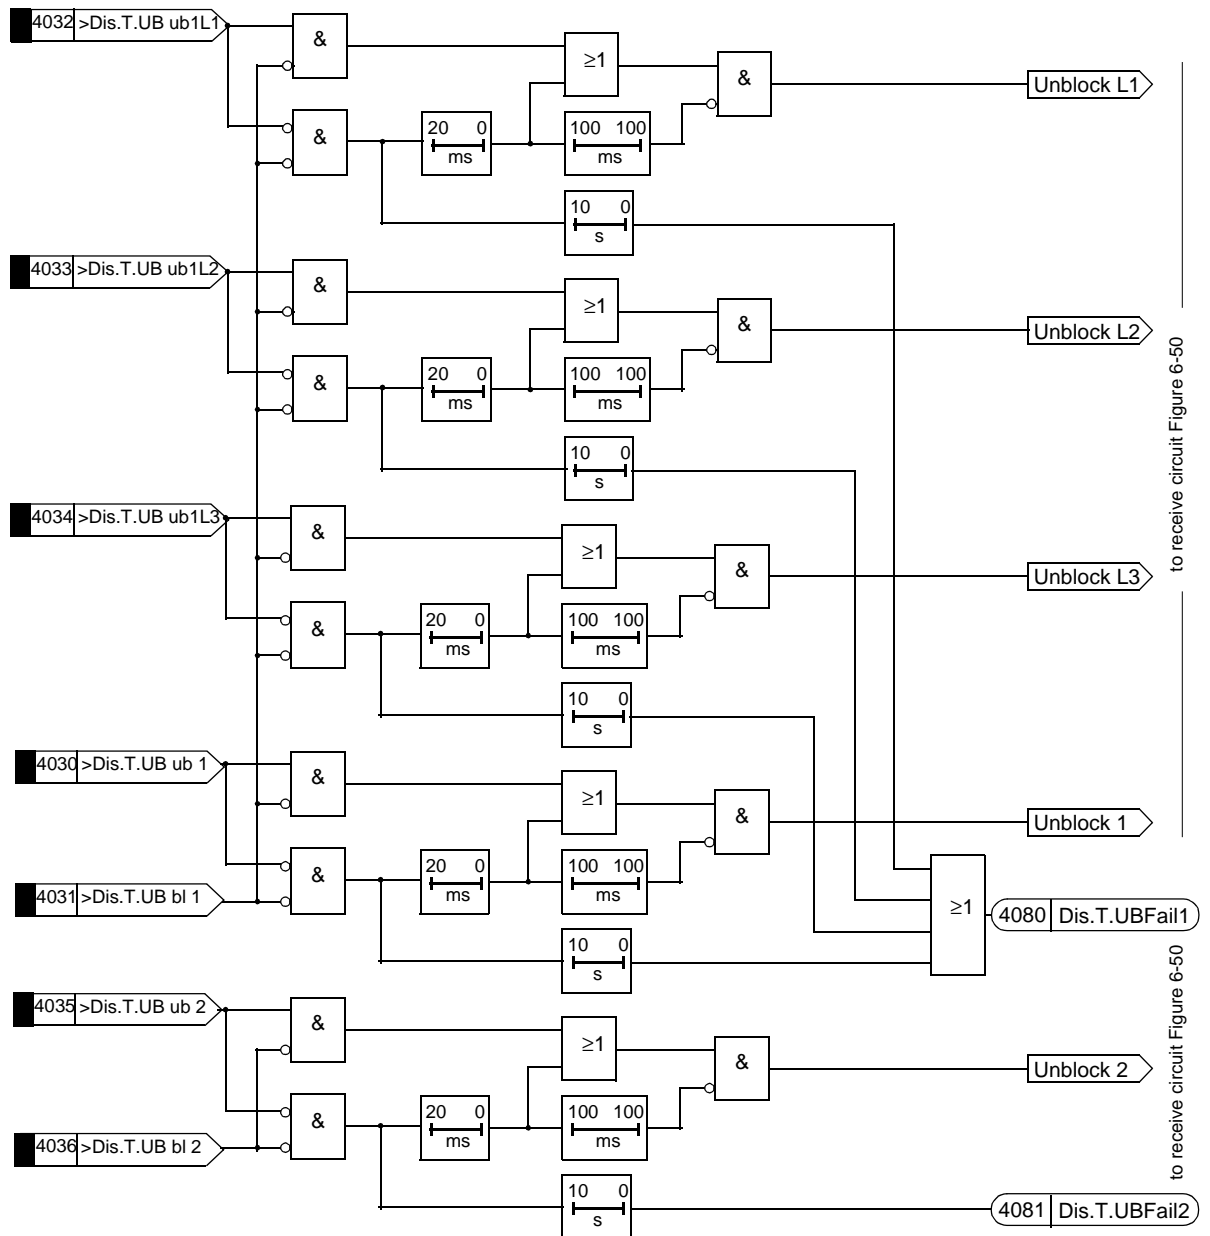 4032 >Dis.T.UB ub1L1
&
≥1
&
Unblock L1
&
20 0
ms
100 100
ms
10 0
s
4033 >Dis.T.UB ub1L2
&
≥1
&
Unblock L2
&
20 0
ms
100 100
ms
10 0
s
to receive circuit Figure 6-50
4034 >Dis.T.UB ub1L3
&
≥1
&
Unblock L3
&
20 0
ms
100 100
ms
10 0
s
4030 >Dis.T.UB ub 1
&
≥1
&
Unblock 1
&
20 0
ms
100 100
ms
4031 >Dis.T.UB bl 1
≥1
4080 Dis.T.UBFail1
10 0
s
4035 >Dis.T.UB ub 2
&
≥1
&
Unblock 2
to receive circuit Figure 6-50
&
20 0
ms
100 100
ms
4036 >Dis.T.UB bl 2
10 0
s
4081 Dis.T.UBFail2